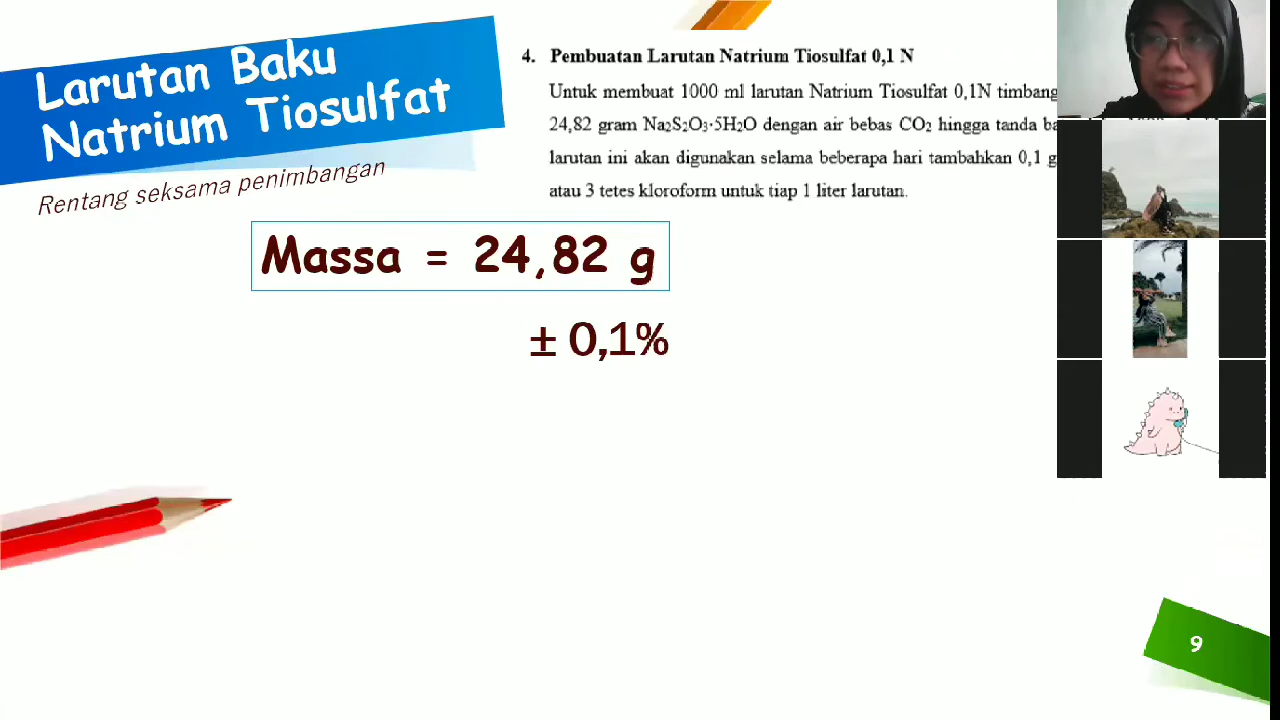 Larutan Baku
Natrium Tiosulfat
Rentang seksama penimbangan
4. Pembuatan Larutan Natrium Tiosulfat 0,1 N
Untuk membuat 1000 ml larutan Natrium Tiosulfat 0,1N timbang
24,82 gram Na₂S₂O₃·5H₂O dengan air bebas CO₂ hingga tanda
larutan ini akan digunakan selama beberapa hari tambahkan 0,1
atau 3 tetes kloroform untuk tiap 1 liter larutan.
Massa = 24,82 g
± 0,1%
9